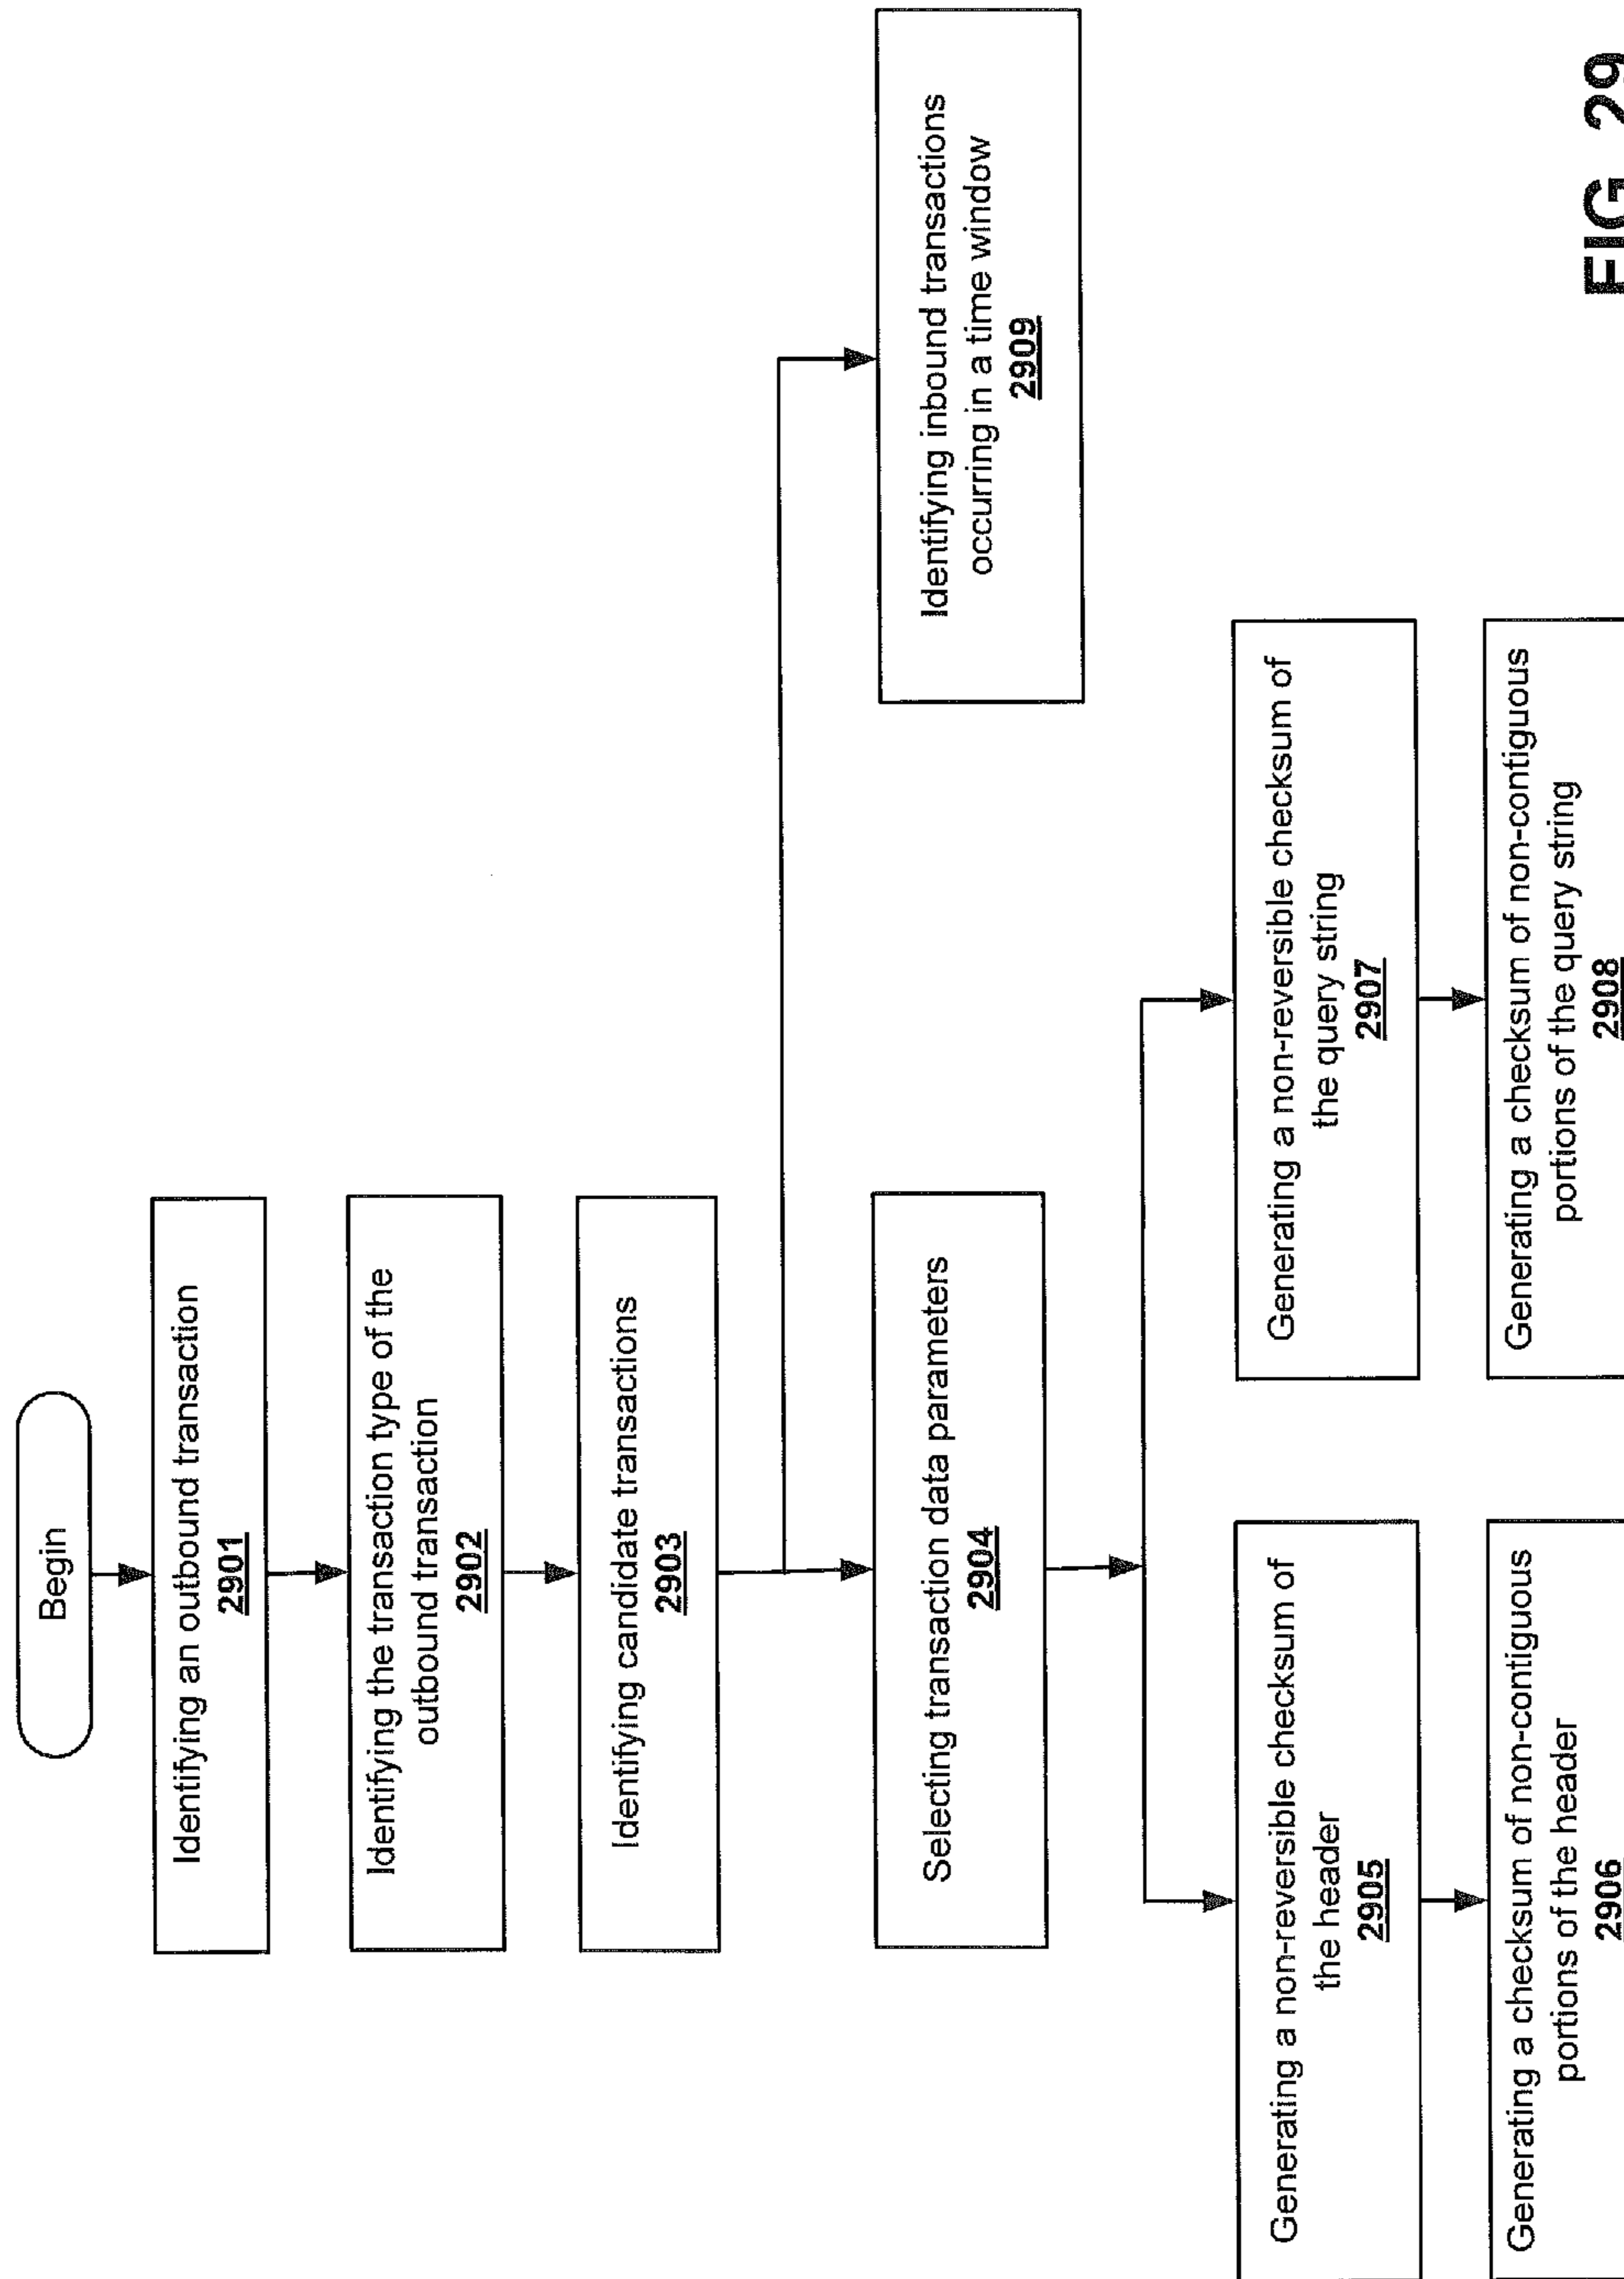 Begin
Identifying an outbound transaction
2901
Identifying the transaction type of the
outbound transaction
2902
Identifying candidate transactions
2903
Selecting transaction data parameters
2904
Identifying inbound transactions
occurring in a time window
2909
Generating a non-reversible checksum of
the header
2905
Generating a non-reversible checksum of
the query string
2907
Generating a checksum of non-contiguous
portions of the header
2906
Generating a checksum of non-contiguous
portions of the query string
2908
FIG 29